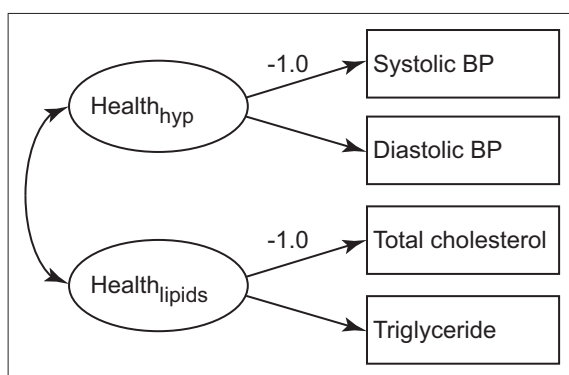 -1.0
Systolic BP
Health_hyp
Diastolic BP
-1.0
Total cholesterol
Health_lipids
Triglyceride